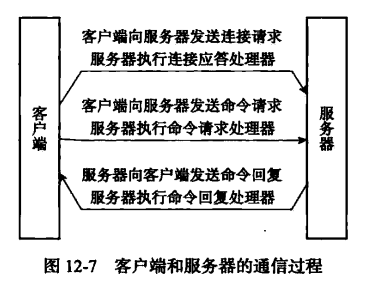 客户端向服务器发送连接请求
服务器执行连接应答处理器
客户端
客户端向服务器发送命令请求
服务器执行命令请求处理器
服务器
服务器向客户端发送命令回复
服务器执行命令回复处理器
图 12-7 客户端和服务器的通信过程